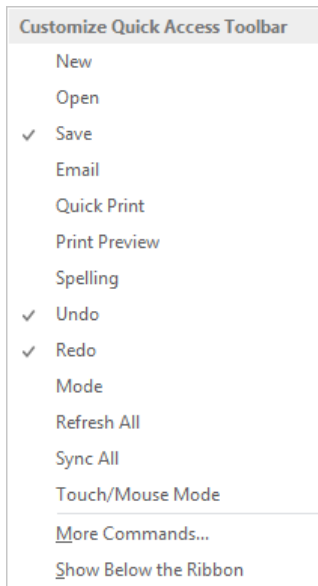 Customize Quick Access Toolbar
New
Open
Save
Email
Quick Print
Print Preview
Spelling
Undo
Redo
Mode
Refresh All
Sync All
Touch/Mouse Mode
More Commands...
Show Below the Ribbon